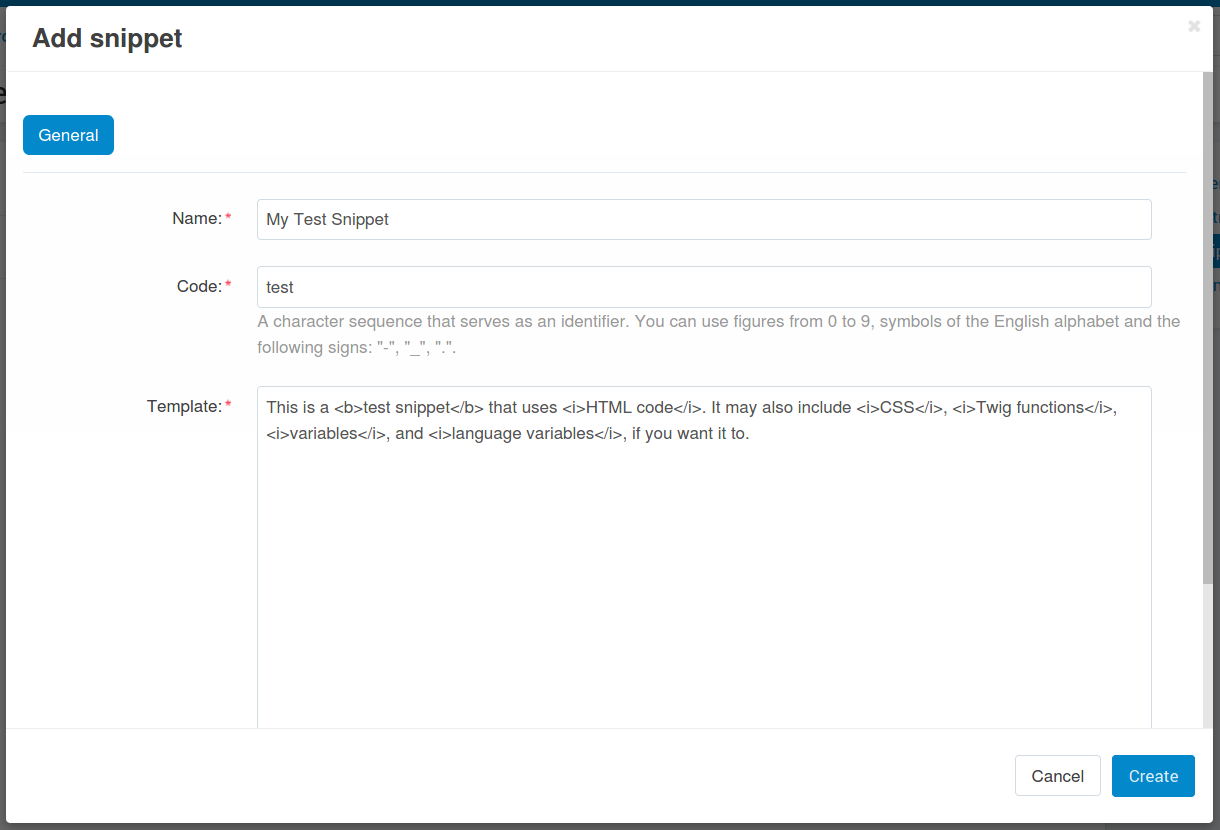 Add snippet
×
General
Name:*
My Test Snippet
Code:*
test
A character sequence that serves as an identifier. You can use figures from 0 to 9, symbols of the English alphabet and the
following signs: "-", "_", ".".
Template:*
This is a <b>test snippet</b> that uses <i>HTML code</i>. It may also include <i>CSS</i>, <i>Twig functions</i>,
<i>variables</i>, and <i>language variables</i>, if you want it to.
Cancel
Create